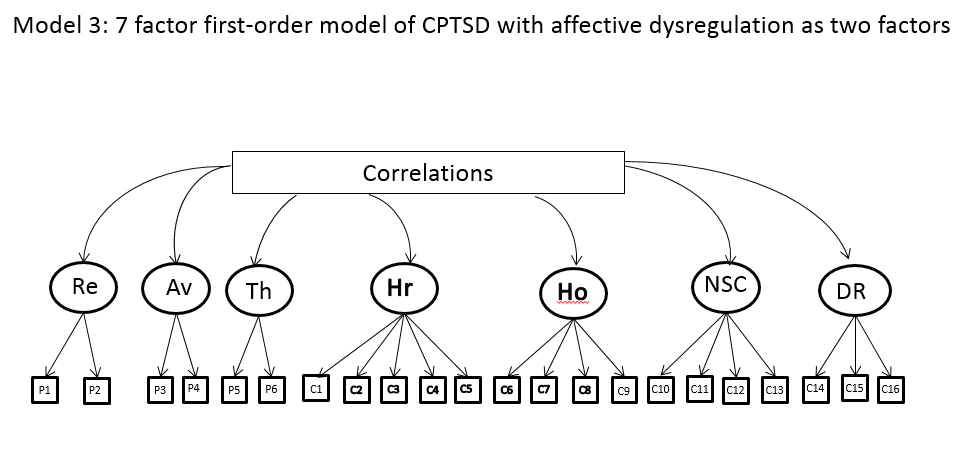 Model 3: 7 factor first-order model of CPTSD with affective dysregulation as two factors
Correlations
Re Av Th Hr Ho NSC DR
P1 P2 P3 P4 P5 P6 C1 C2 C3 C4 C5 C6 C7 C8 C9 C10 C11 C12 C13 C14 C15 C16